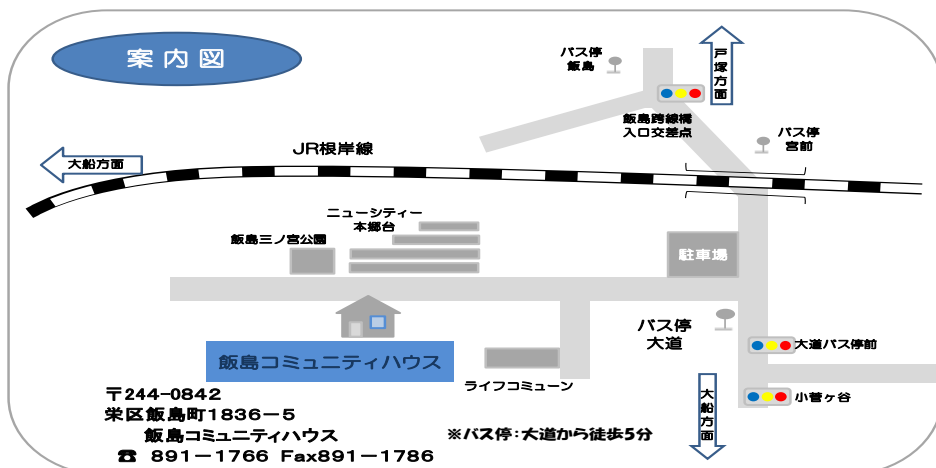 案内図
バス停
飯島
戸塚方面
飯島跨線橋
入口交差点
バス停
宮前
JR根岸線
大船方面
ニューシティー
本郷台
飯島三ノ宮公園
駐車場
バス停
大道
大道バス停前
飯島コミュニティハウス
ライフコミューン
大船方面
小菅ヶ谷
〒244-0842
栄区飯島町1836－5
飯島コミュニティハウス
※バス停：大道から徒歩5分
☎ 891－1766 Fax891－1786